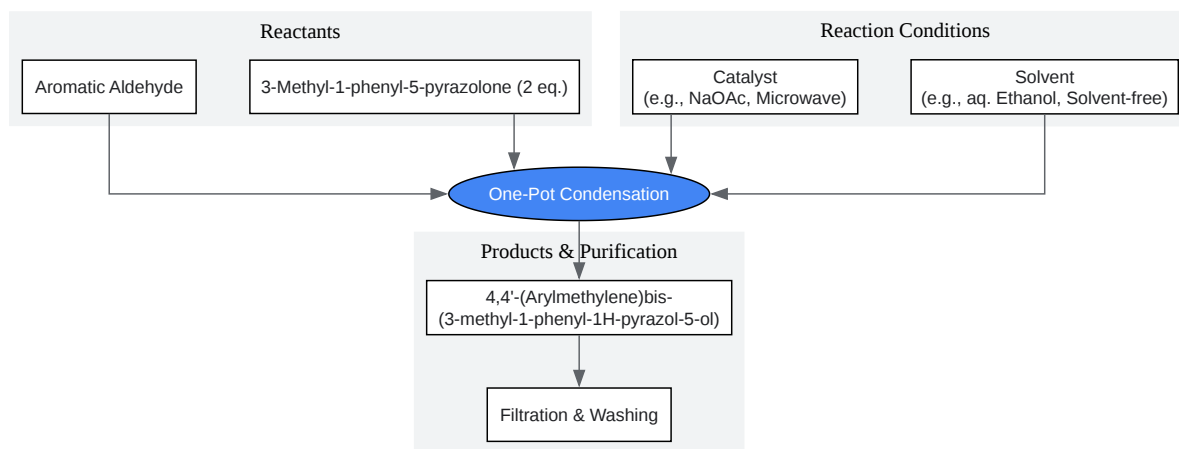 Reactants
Reaction Conditions
Aromatic Aldehyde
3-Methyl-1-phenyl-5-pyrazolone (2 eq.)
Catalyst
(e.g., NaOAc, Microwave)
Solvent
(e.g., aq. Ethanol, Solvent-free)
One-Pot Condensation
Products & Purification
4,4'-(Arylmethylene)bis-
(3-methyl-1-phenyl-1H-pyrazol-5-ol)
Filtration & Washing